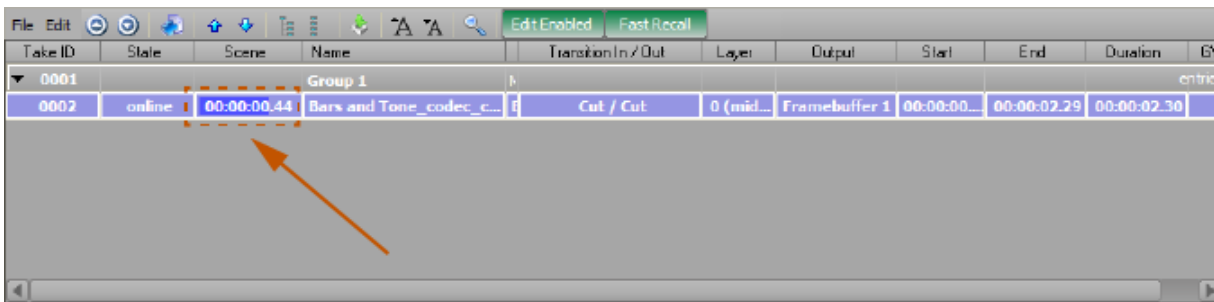 File Edit Edit Enabled Fast Recall
Take ID State Scene Name Transition In / Out Layer Output Start End Duration
0001 Group 1
0002 online 00:00:00.44 Bars and Tone_codec_c... Cut / Cut 0 (mid... Framebuffer 1 00:00:00.... 00:00:02.29 00:00:02.30